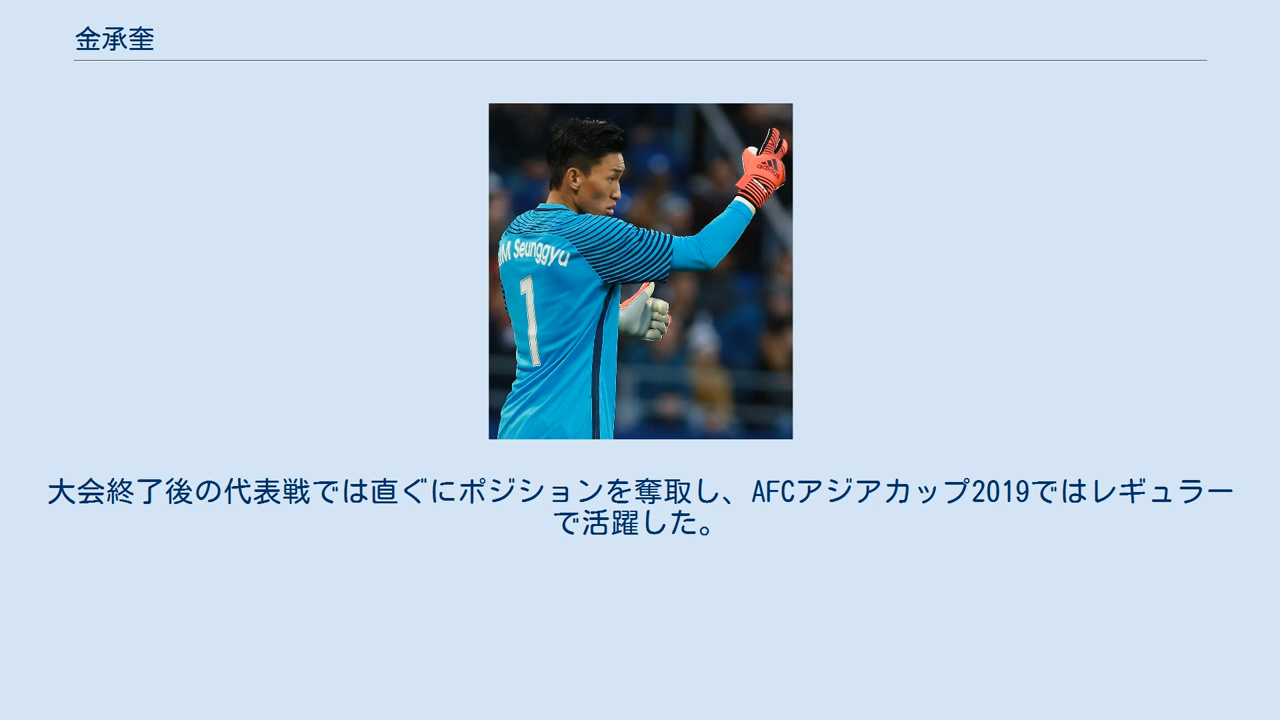 金承奎
adidas
IM Seunggyu
1
大会終了後の代表戦では直ぐにポジションを奪取し、AFCアジアカップ2019ではレギュラー
で活躍した。